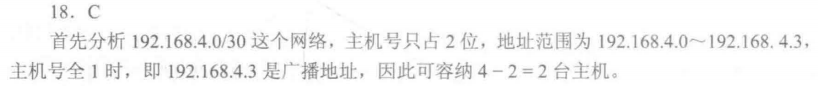 18．C
首先分析 192.168.4.0/30 这个网络，主机号只占 2 位，地址范围为 192.168.4.0～192.168. 4.3，
主机号全 1 时，即 192.168.4.3 是广播地址，因此可容纳 4－2＝2 台主机。